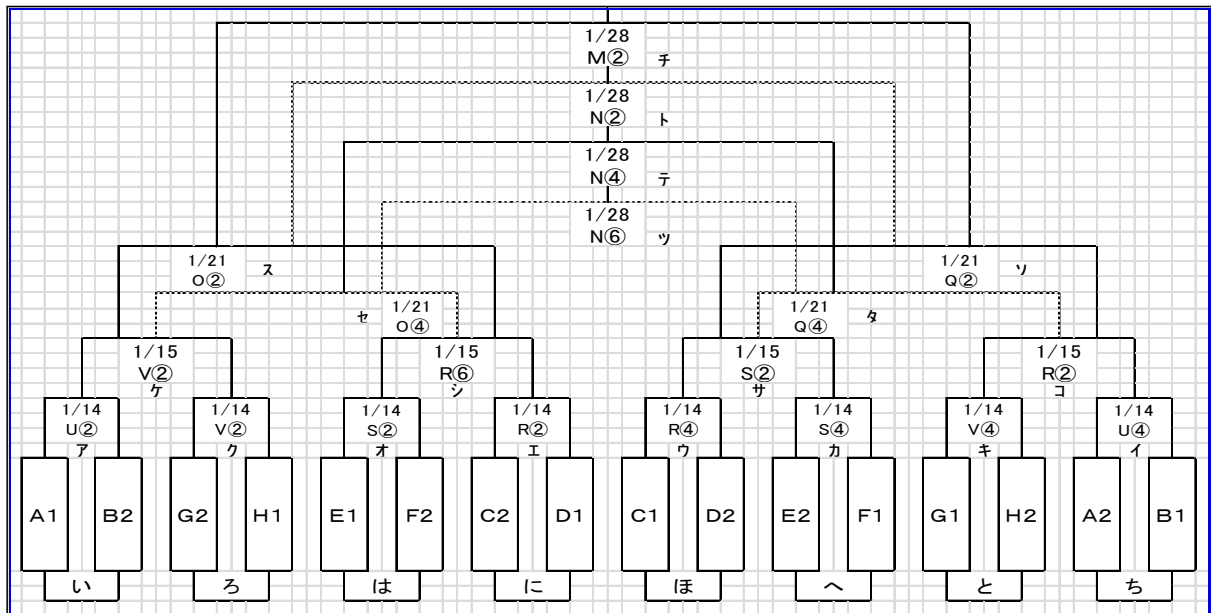 1/28
M② チ
1/28
N② ト
1/28
N④ テ
1/28
N⑥ ツ
1/21 ス 1/21 ソ
O② Q②
セ 1/21 1/21 タ
O④ Q④
1/15 1/15 1/15 1/15
V② R⑥ S② R②
ケ シ サ コ
1/14 1/14 1/14 1/14 1/14 1/14 1/14 1/14
U② V② S② R② R④ S④ V④ U④
ア ク オ エ ウ カ キ イ
A1 B2 G2 H1 E1 F2 C2 D1 C1 D2 E2 F1 G1 H2 A2 B1
い ろ は に ほ へ と ち